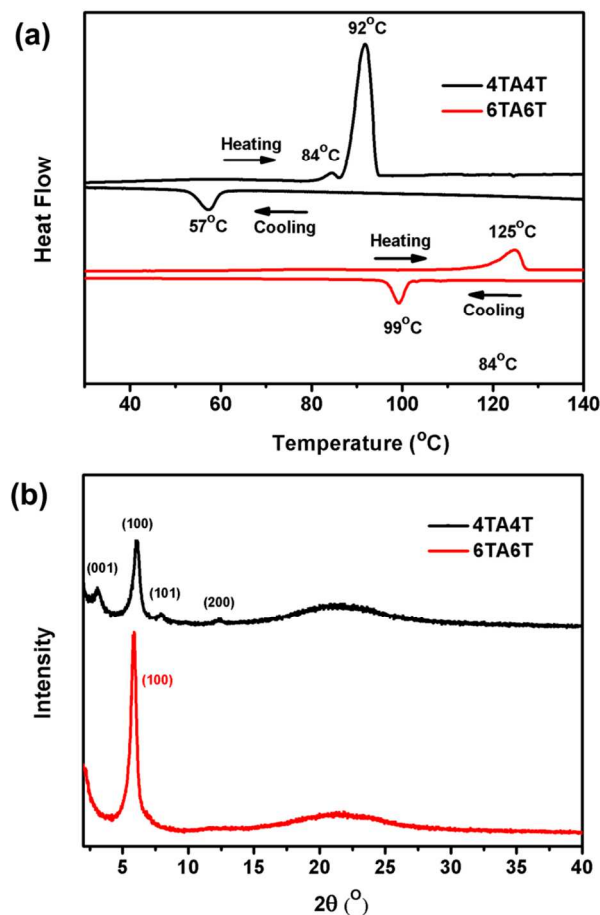 (a)
92°C
4TA4T
6TA6T
Heating
84°C
57°C
Cooling
Heating
125°C
99°C
Cooling
84°C
Heat Flow
40 60 80 100 120 140
Temperature (°C)
(b)
4TA4T
6TA6T
(100)
(001)
(101)
(200)
(100)
Intensity
5 10 15 20 25 30 35 40
2θ (°)